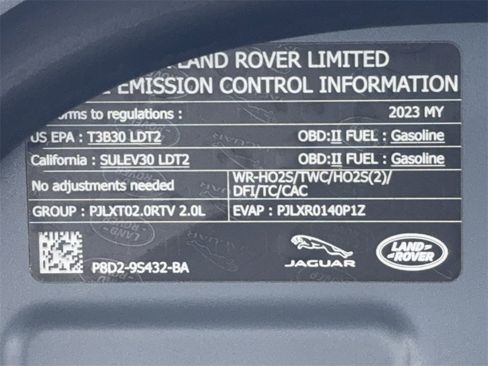 LAND ROVER LIMITED
EMISSION CONTROL INFORMATION
to regulations : 2023 MY
US EPA : T3B30 LDT2 OBD:II FUEL : Gasoline
California : SULEV30 LDT2 OBD:II FUEL : Gasoline
No adjustments needed
WR-HO2S/TWC/HO2S(2)/
DFI/TC/CAC
GROUP : PJLXT02.0RTV 2.0L EVAP : PJLXR0140P1Z
P8D2-9S432-BA
JAGUAR
LAND-
-ROVER